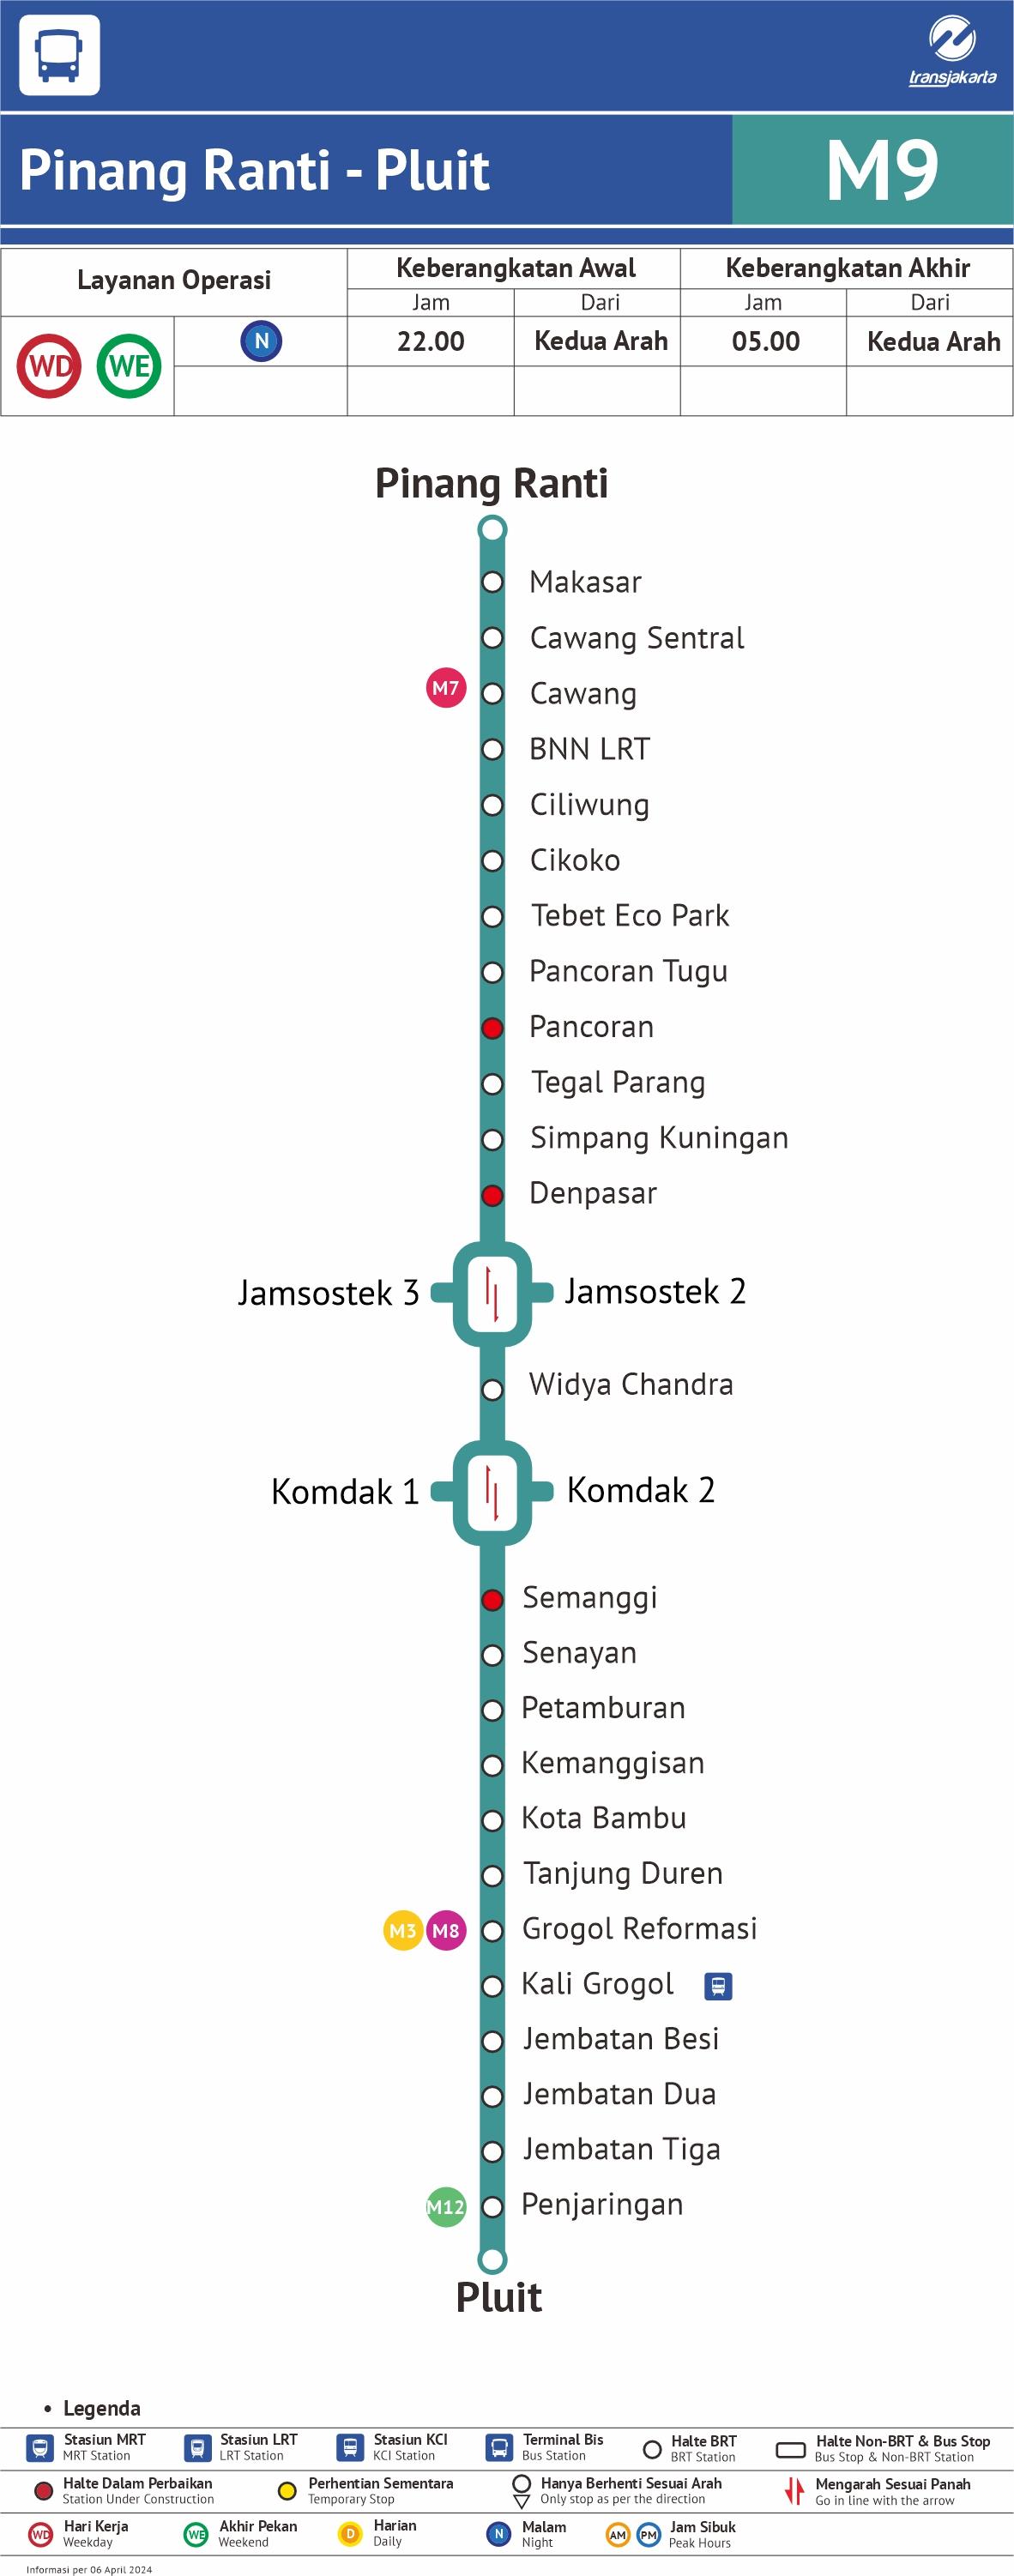 transjakarta
Pinang Ranti - Pluit
M9
Layanan Operasi
Keberangkatan Awal
Keberangkatan Akhir
Jam
Dari
Jam
Dari
WD
WE
N
22.00
Kedua Arah
05.00
Kedua Arah
Pinang Ranti
Makasar
Cawang Sentral
M7
Cawang
BNN LRT
Ciliwung
Cikoko
Tebet Eco Park
Pancoran Tugu
Pancoran
Tegal Parang
Simpang Kuningan
Denpasar
Jamsostek 3
Jamsostek 2
Widya Chandra
Komdak 1
Komdak 2
Semanggi
Senayan
Petamburan
Kemanggisan
Kota Bambu
Tanjung Duren
M3
M8
Grogol Reformasi
Kali Grogol
Jembatan Besi
Jembatan Dua
Jembatan Tiga
M12
Penjaringan
Pluit
• Legenda
Stasiun MRT
MRT Station
Stasiun LRT
LRT Station
Stasiun KCI
KCI Station
Terminal Bis
Bus Station
Halte BRT
BRT Station
Halte Non-BRT & Bus Stop
Bus Stop & Non-BRT Station
Halte Dalam Perbaikan
Station Under Construction
Perhentian Sementara
Temporary Stop
Hanya Berhenti Sesuai Arah
Only stop as per the direction
Mengarah Sesuai Panah
Go in line with the arrow
WD
Hari Kerja
Weekday
WE
Akhir Pekan
Weekend
D
Harian
Daily
N
Malam
Night
AM
PM
Jam Sibuk
Peak Hours
Informasi per 06 April 2024